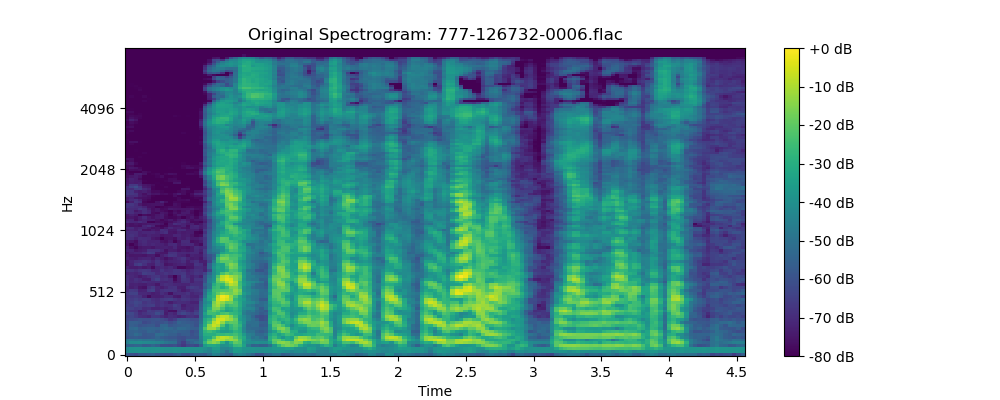 Original Spectrogram: 777-126732-0006.flac
Hz
4096
2048
1024
512
0
0 0.5 1 1.5 2 2.5 3 3.5 4 4.5
Time
+0 dB
-10 dB
-20 dB
-30 dB
-40 dB
-50 dB
-60 dB
-70 dB
-80 dB